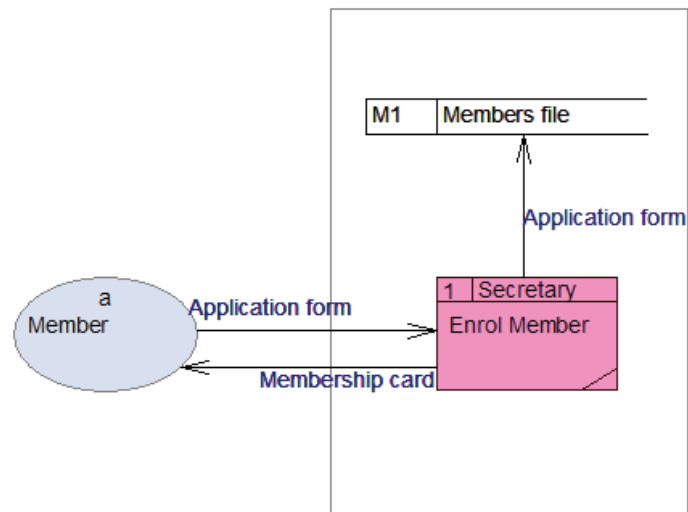 M1 Members file
Application form
1 Secretary
a
Member
Application form
Enrol Member
Membership card